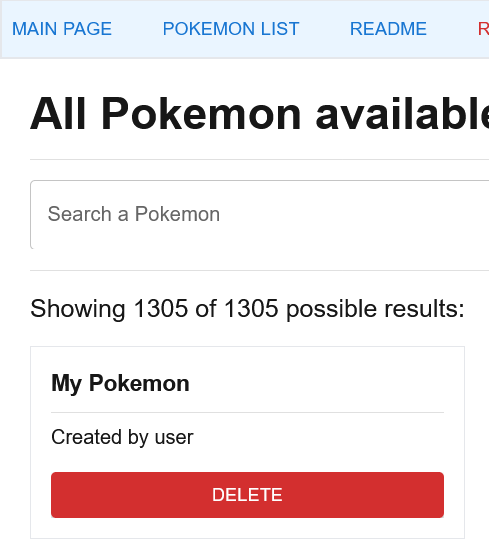 MAIN PAGE POKEMON LIST README R
All Pokemon available
Search a Pokemon
Showing 1305 of 1305 possible results:
My Pokemon
Created by user
DELETE